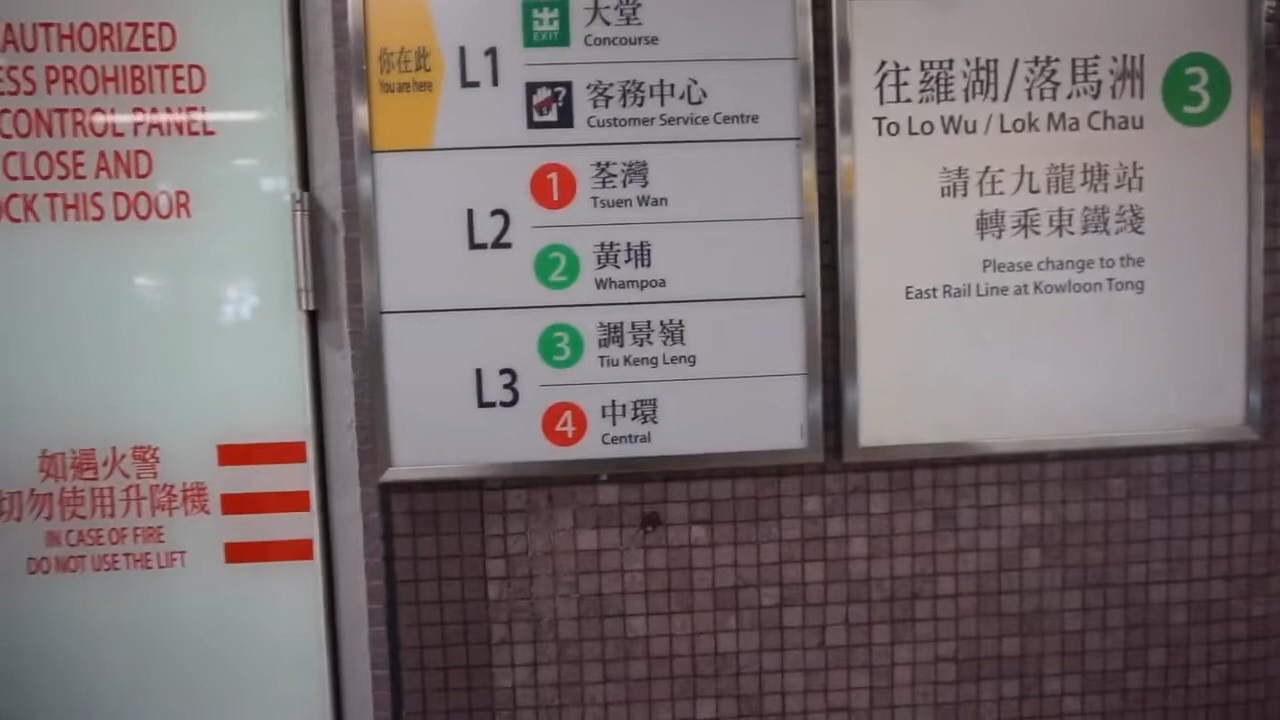 AUTHORIZED
ESS PROHIBITED
CONTROL PANEL
CLOSE AND
OCK THIS DOOR
如遇火警
切勿使用升降機
IN CASE OF FIRE
DO NOT USE THE LIFT
你在此
You are here
L1
出
EXIT
大堂
Concourse
?
客務中心
Customer Service Centre
L2
1
荃灣
Tsuen Wan
2
黃埔
Whampoa
L3
3
調景嶺
Tiu Keng Leng
4
中環
Central
往羅湖/落馬洲
3
To Lo Wu / Lok Ma Chau
請在九龍塘站
轉乘東鐵綫
Please change to the
East Rail Line at Kowloon Tong